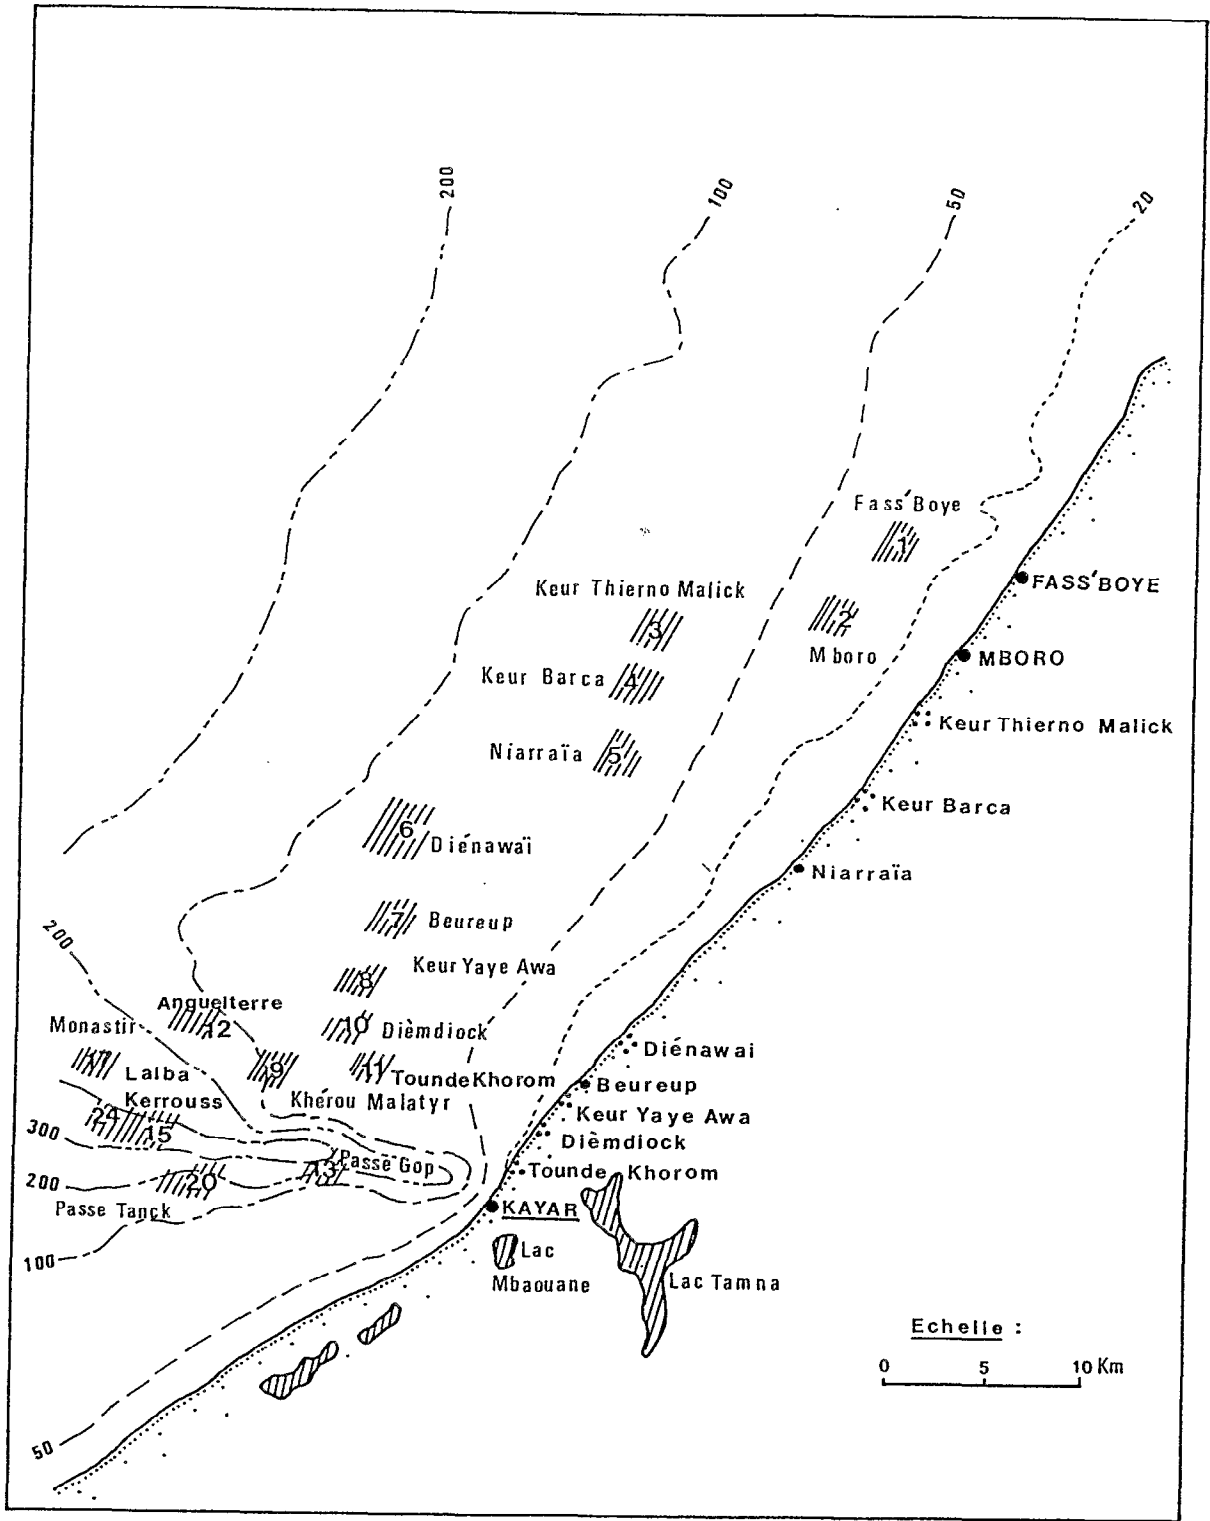 200
100
50
20
Fass'Boye
1
FASS'BOYE
Keur Thierno Malick
3
2
Mboro
MBORO
Keur Barca
4
Keur Thierno Malick
Niarraïa
5
Keur Barca
6
Diénawaï
Niarraïa
7
Beureup
200
Keur Yaye Awa
8
Anguelterre
12
Monastir
10
Dièmdiock
Diénawai
17
Lalba
9
11
Tounde Khorom
Beureup
Kerrouss
Khérou Malatyr
Keur Yaye Awa
24
15
300
Dièmdiock
Passe Gop
13
Tounde Khorom
200
20
Passe Tanck
KAYAR
100
Lac
Mbaouane
Lac Tamna
Echelle :
0 5 10 Km
50